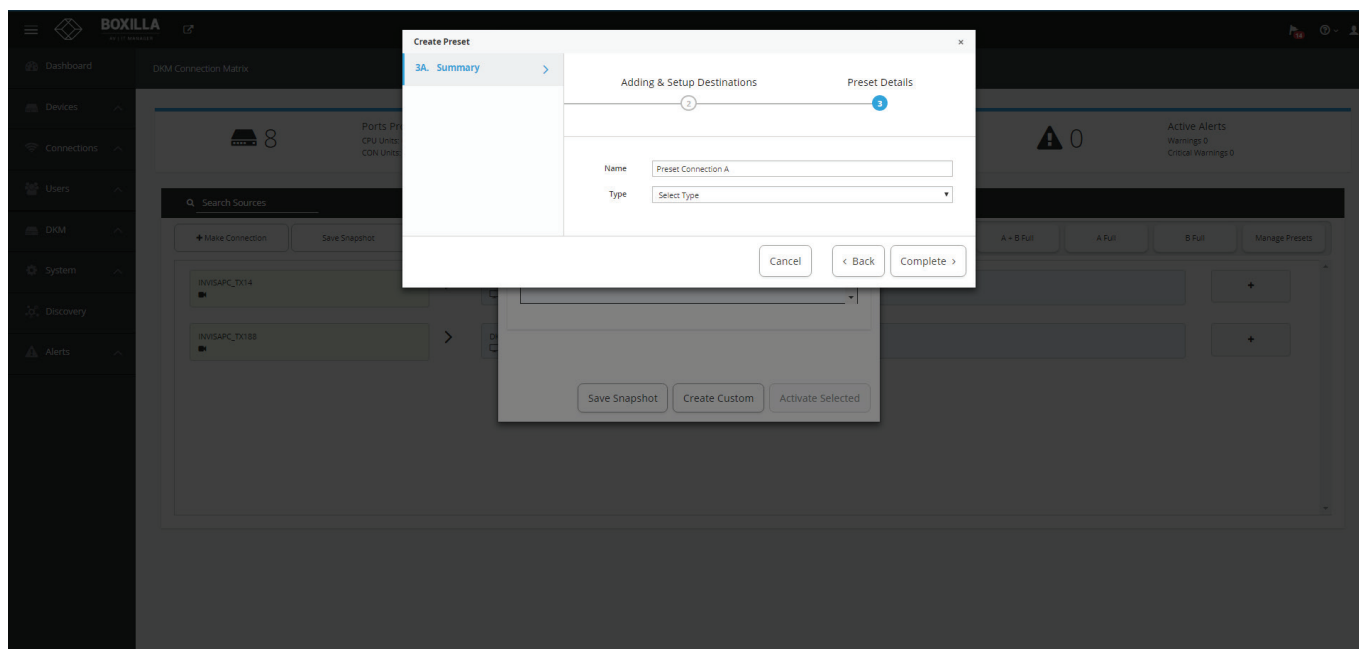 BOXILLA
Dashboard
Devices
Connections
Users
DKM
System
Discovery
Alerts
DKM Connection Matrix
8
Ports Pr
CPU Units
CON Units
0
Active Alerts
Warnings 0
Critical Warnings 0
Search Sources
+ Make Connection
Save Snapshot
A + B Full
A Full
B Full
Manage Presets
INVISAPC_TX14
+
INVISAPC_TX188
>
+
Create Preset
×
3A. Summary >
Adding & Setup Destinations
Preset Details
2
3
Name
Preset Connection A
Type
Select Type
Cancel
< Back
Complete >
Save Snapshot
Create Custom
Activate Selected